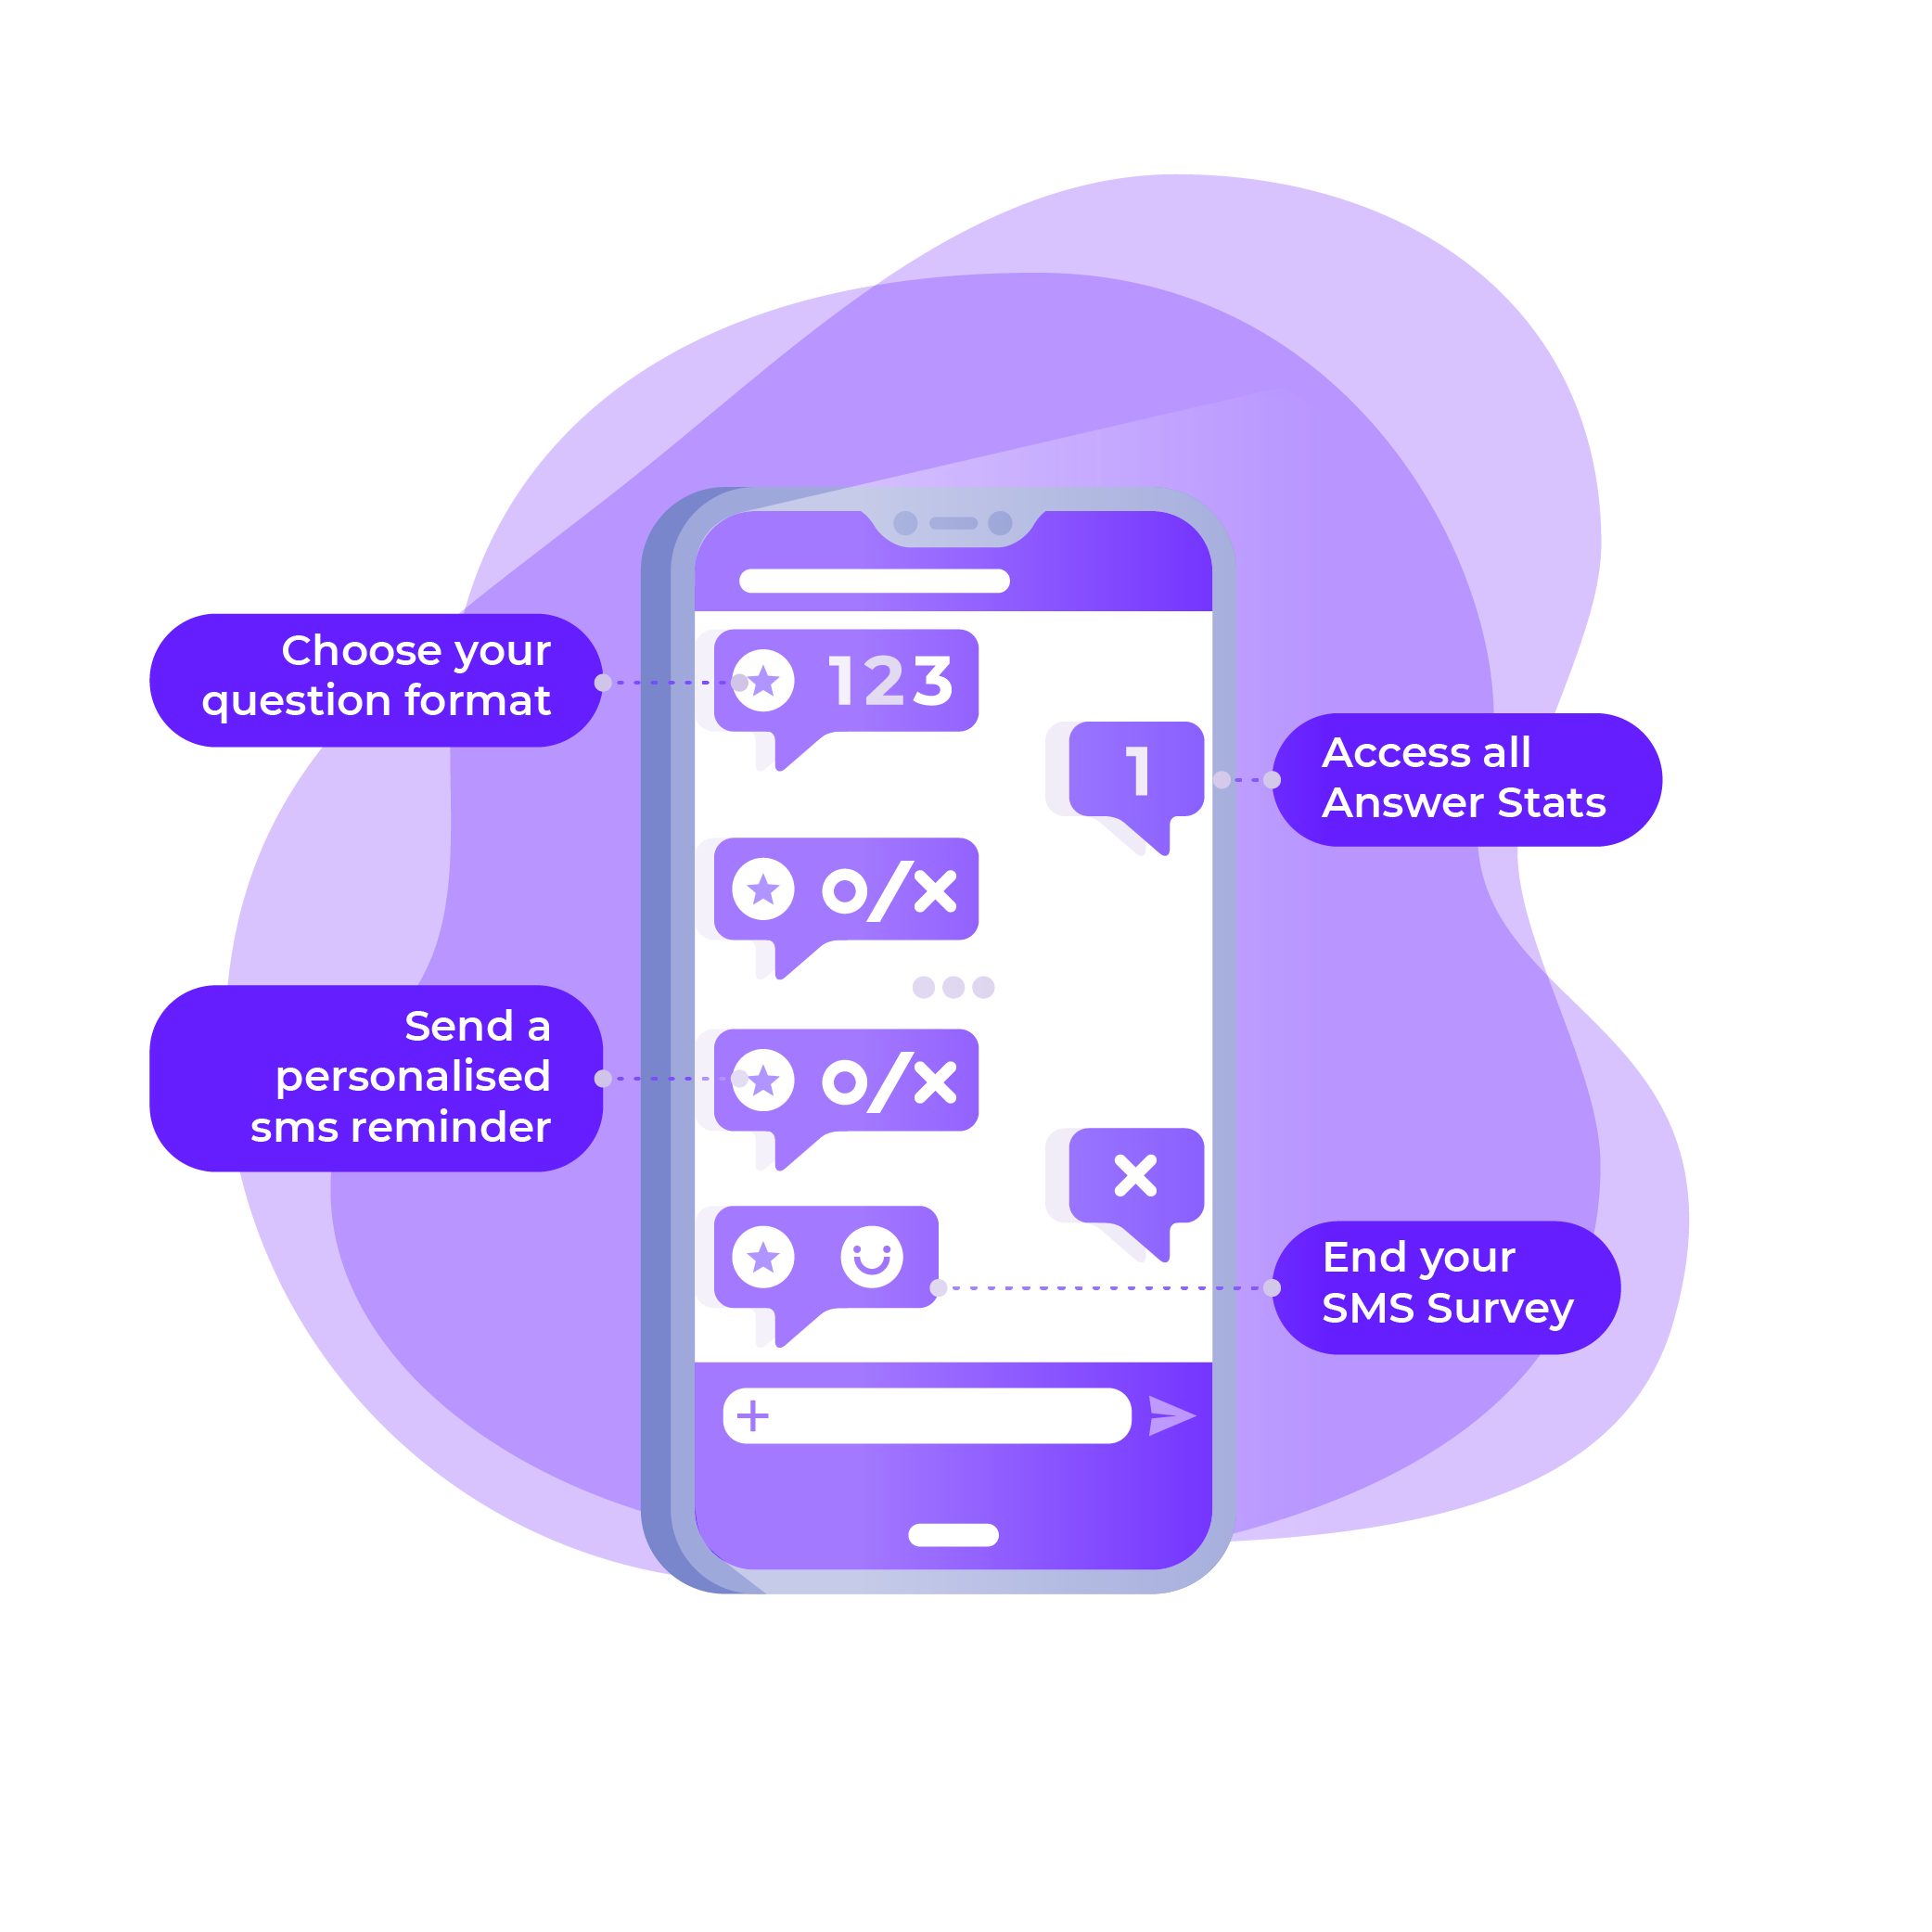 Choose your
question format
123
1
Access all
Answer Stats
o/x
Send a
personalised
sms reminder
o/x
x
End your
SMS Survey